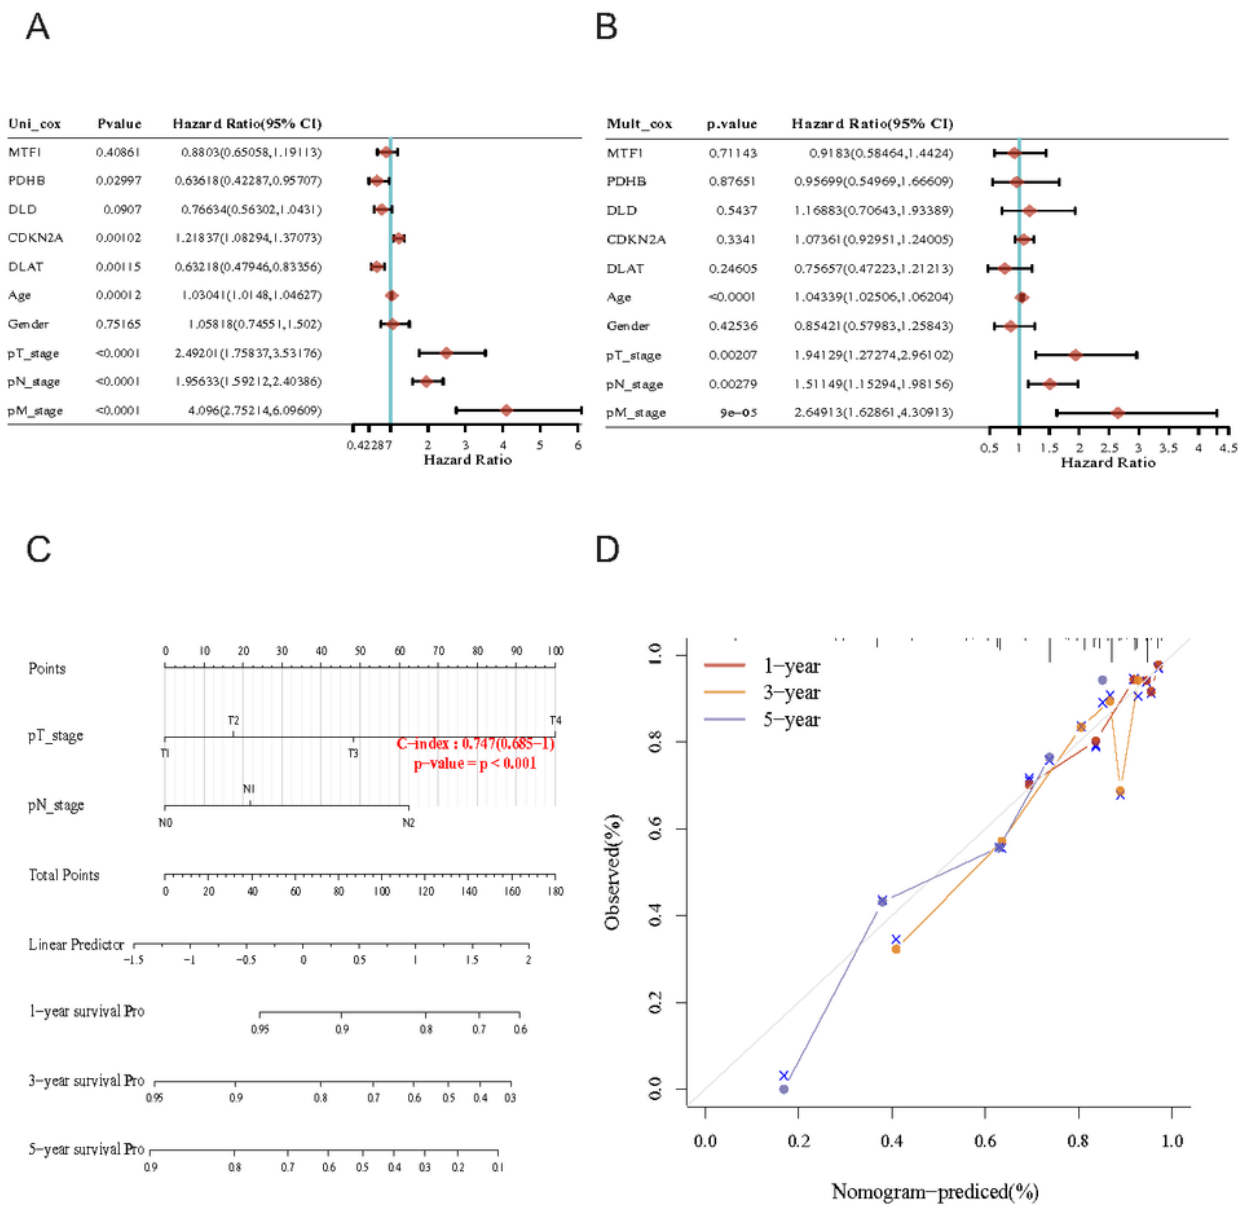 A
Uni_cox Pvalue Hazard Ratio(95% CI)
MTF1 0.40861 0.8803(0.65058,1.19113)
PDHB 0.02997 0.63618(0.42287,0.95707)
DLD 0.0907 0.76634(0.56302,1.0431)
CDKN2A 0.00102 1.21837(1.08294,1.37073)
DLAT 0.00115 0.63218(0.47946,0.83356)
Age 0.00012 1.03041(1.0148,1.04627)
Gender 0.75165 1.05818(0.74551,1.502)
pT_stage <0.0001 2.49201(1.75837,3.53176)
pN_stage <0.0001 1.95633(1.59212,2.40386)
pM_stage <0.0001 4.096(2.75214,6.09609)
0.42287 2 3 4 5 6
Hazard Ratio
B
Mult_cox p.value Hazard Ratio(95% CI)
MTF1 0.71143 0.9183(0.58464,1.4424)
PDHB 0.87651 0.95699(0.54969,1.66609)
DLD 0.5437 1.16883(0.70643,1.93389)
CDKN2A 0.3341 1.07361(0.92951,1.24005)
DLAT 0.24605 0.75657(0.47223,1.21213)
Age <0.0001 1.04339(1.02506,1.06204)
Gender 0.42536 0.85421(0.57983,1.25843)
pT_stage 0.00207 1.94129(1.27274,2.96102)
pN_stage 0.00279 1.51149(1.15294,1.98156)
pM_stage 9e-05 2.64913(1.62861,4.30913)
0.5 1 1.5 2 2.5 3 3.5 4 4.5
Hazard Ratio
C
0 10 20 30 40 50 60 70 80 90 100
Points
T2 T4
pT_stage
T1 T3
C-index : 0.747(0.685-1)
p-value = p < 0.001
N1
pN_stage
N0 N2
Total Points
0 20 40 60 80 100 120 140 160 180
Linear Predictor
-1.5 -1 -0.5 0 0.5 1 1.5 2
1-year survival Pro
0.95 0.9 0.8 0.7 0.6
3-year survival Pro
0.95 0.9 0.8 0.7 0.6 0.5 0.4 0.3
5-year survival Pro
0.9 0.8 0.7 0.6 0.5 0.4 0.3 0.2 0.1
D
1-year
3-year
5-year
1.0
0.8
0.6
0.4
0.2
0.0
Observed(%)
0.0 0.2 0.4 0.6 0.8 1.0
Nomogram-prediced(%)